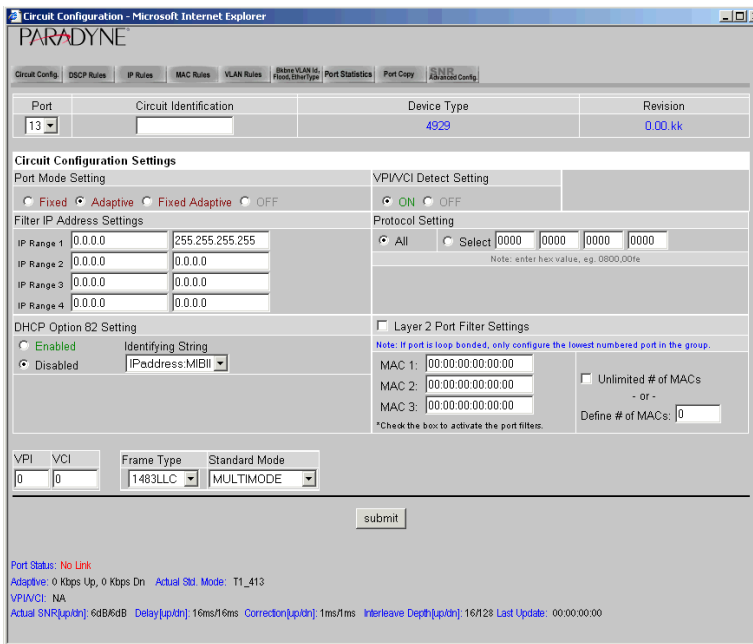 Circuit Configuration - Microsoft Internet Explorer
PARADYNE
Circuit Config. DSCP Rules IP Rules MAC Rules VLAN Rules Bkbne VLAN Id, Flood, EtherType Port Statistics Port Copy SNR Advanced Config.
Port Circuit Identification Device Type Revision
13 4929 0.00.kk
Circuit Configuration Settings
Port Mode Setting VPI/VCI Detect Setting
Fixed Adaptive Fixed Adaptive OFF ON OFF
Filter IP Address Settings Protocol Setting
IP Range 1 0.0.0.0 255.255.255.255 All Select 0000 0000 0000 0000
IP Range 2 0.0.0.0 0.0.0.0 Note: enter hex value, eg. 0800,00fe
IP Range 3 0.0.0.0 0.0.0.0
IP Range 4 0.0.0.0 0.0.0.0
DHCP Option 82 Setting Layer 2 Port Filter Settings
Enabled Identifying String Note: If port is loop bonded, only configure the lowest numbered port in the group.
Disabled IPaddress:MIBII MAC 1: 00:00:00:00:00:00
MAC 2: 00:00:00:00:00:00 Unlimited # of MACs
- or -
MAC 3: 00:00:00:00:00:00 Define # of MACs: 0
*Check the box to activate the port filters.
VPI VCI Frame Type Standard Mode
0 0 1483LLC MULTIMODE
submit
Port Status: No Link
Adaptive: 0 Kbps Up, 0 Kbps Dn Actual Std. Mode: T1_413
VPI/VCI: NA
Actual SNR[up/dn]: 6dB/6dB Delay[up/dn]: 16ms/16ms Correction[up/dn]: 1ms/1ms Interleave Depth[up/dn]: 16/128 Last Update: 00:00:00:00